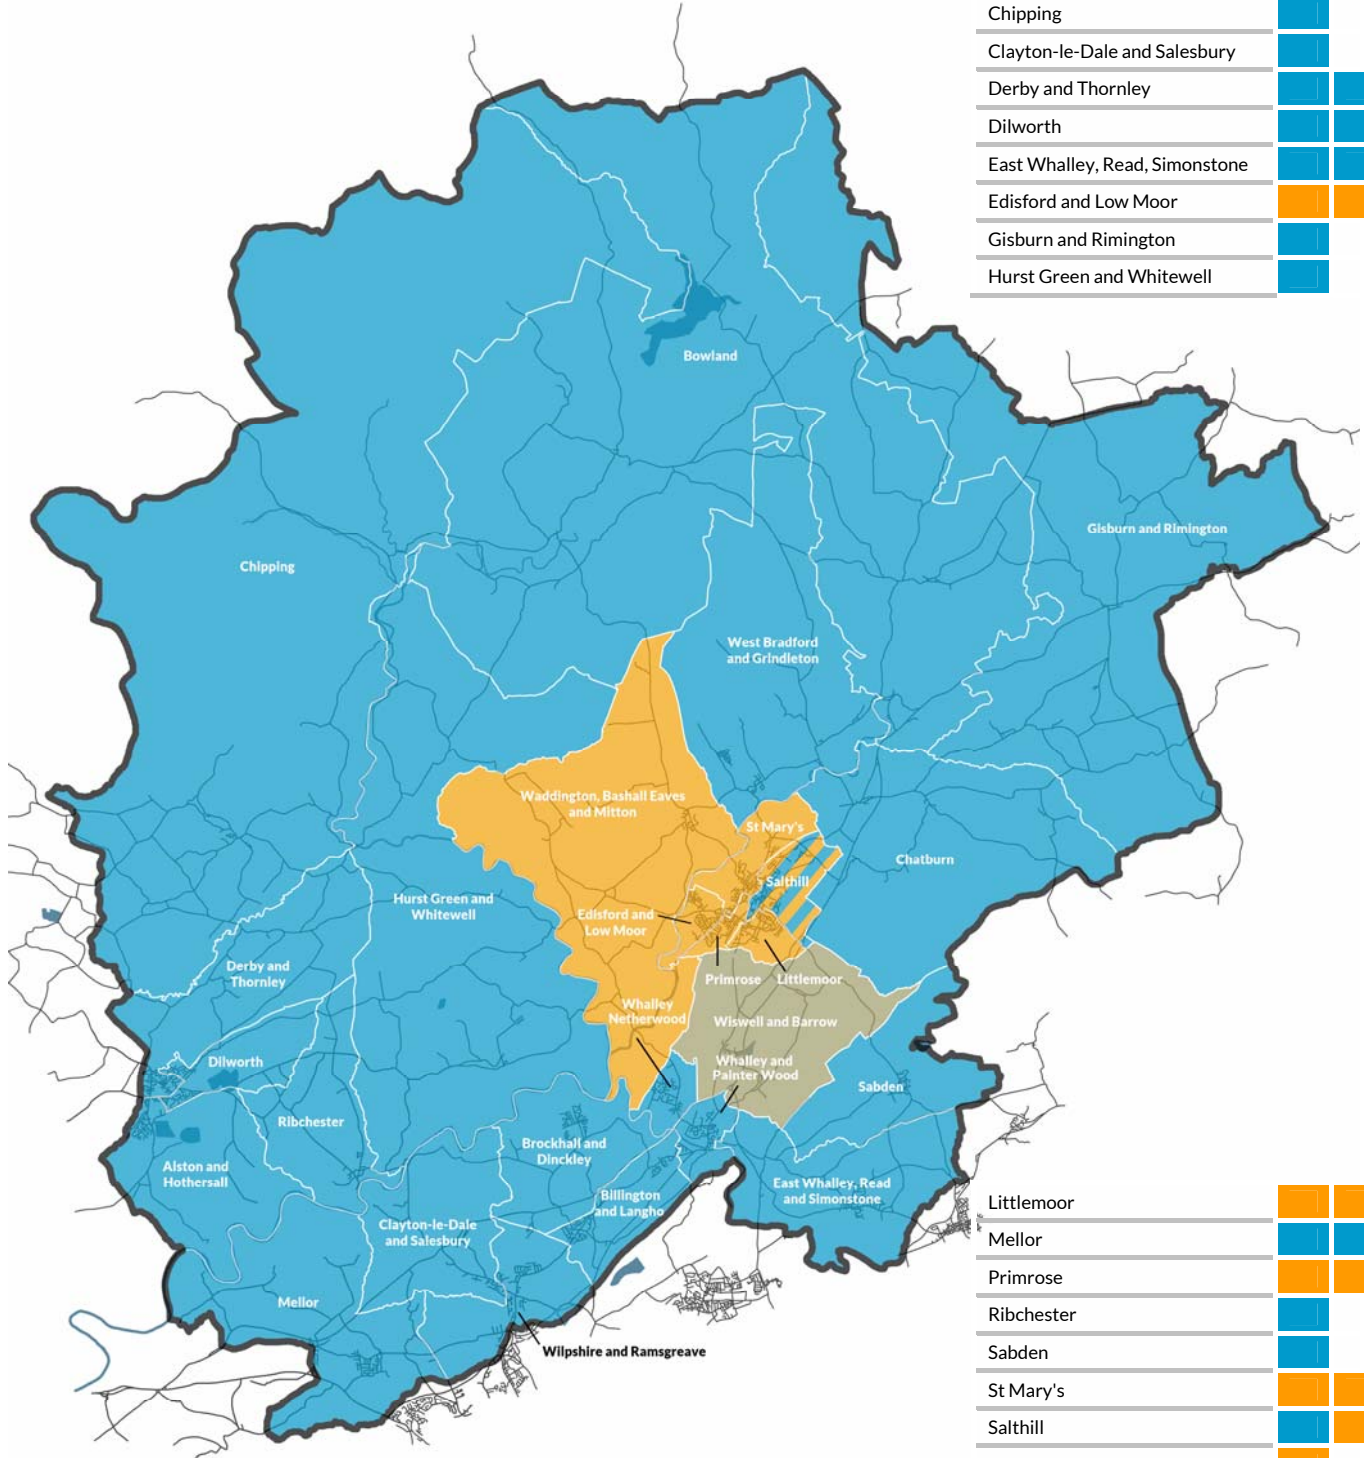 Chipping
Clayton-le-Dale and Salesbury
Derby and Thornley
Dilworth
East Whalley, Read, Simonstone
Edisford and Low Moor
Gisburn and Rimington
Hurst Green and Whitewell
Bowland
Gisburn and Rimington
Chipping
West Bradford
and Grindleton
Waddington, Bashall Eaves
and Mitton
St Mary's
Chatburn
Salthill
Hurst Green and
Whitewell
Edisford and
Low Moor
Derby and
Thornley
Primrose
Littlemoor
Whalley
Netherwood
Wiswell and Barrow
Dilworth
Whalley and
Painter Wood
Sabden
Ribchester
Brockhall and
Dinckley
Alston and
Hothersall
East Whalley, Read
and Simonstone
Billington
and Langho
Clayton-le-Dale
and Salesbury
Mellor
Wilpshire and Ramsgreave
Littlemoor
Mellor
Primrose
Ribchester
Sabden
St Mary's
Salthill